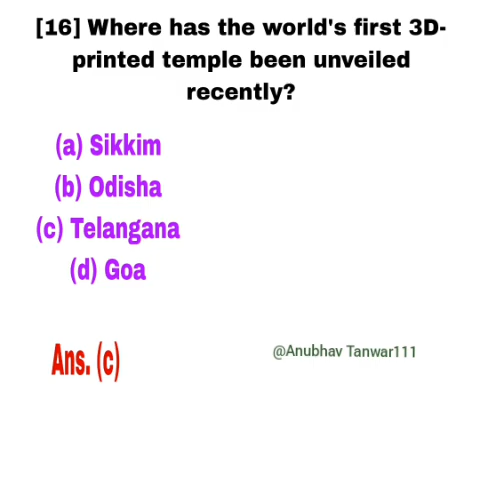 [16] Where has the world's first 3D-
printed temple been unveiled
recently?
(a) Sikkim
(b) Odisha
(c) Telangana
(d) Goa
Ans. (c)
@Anubhav Tanwar111